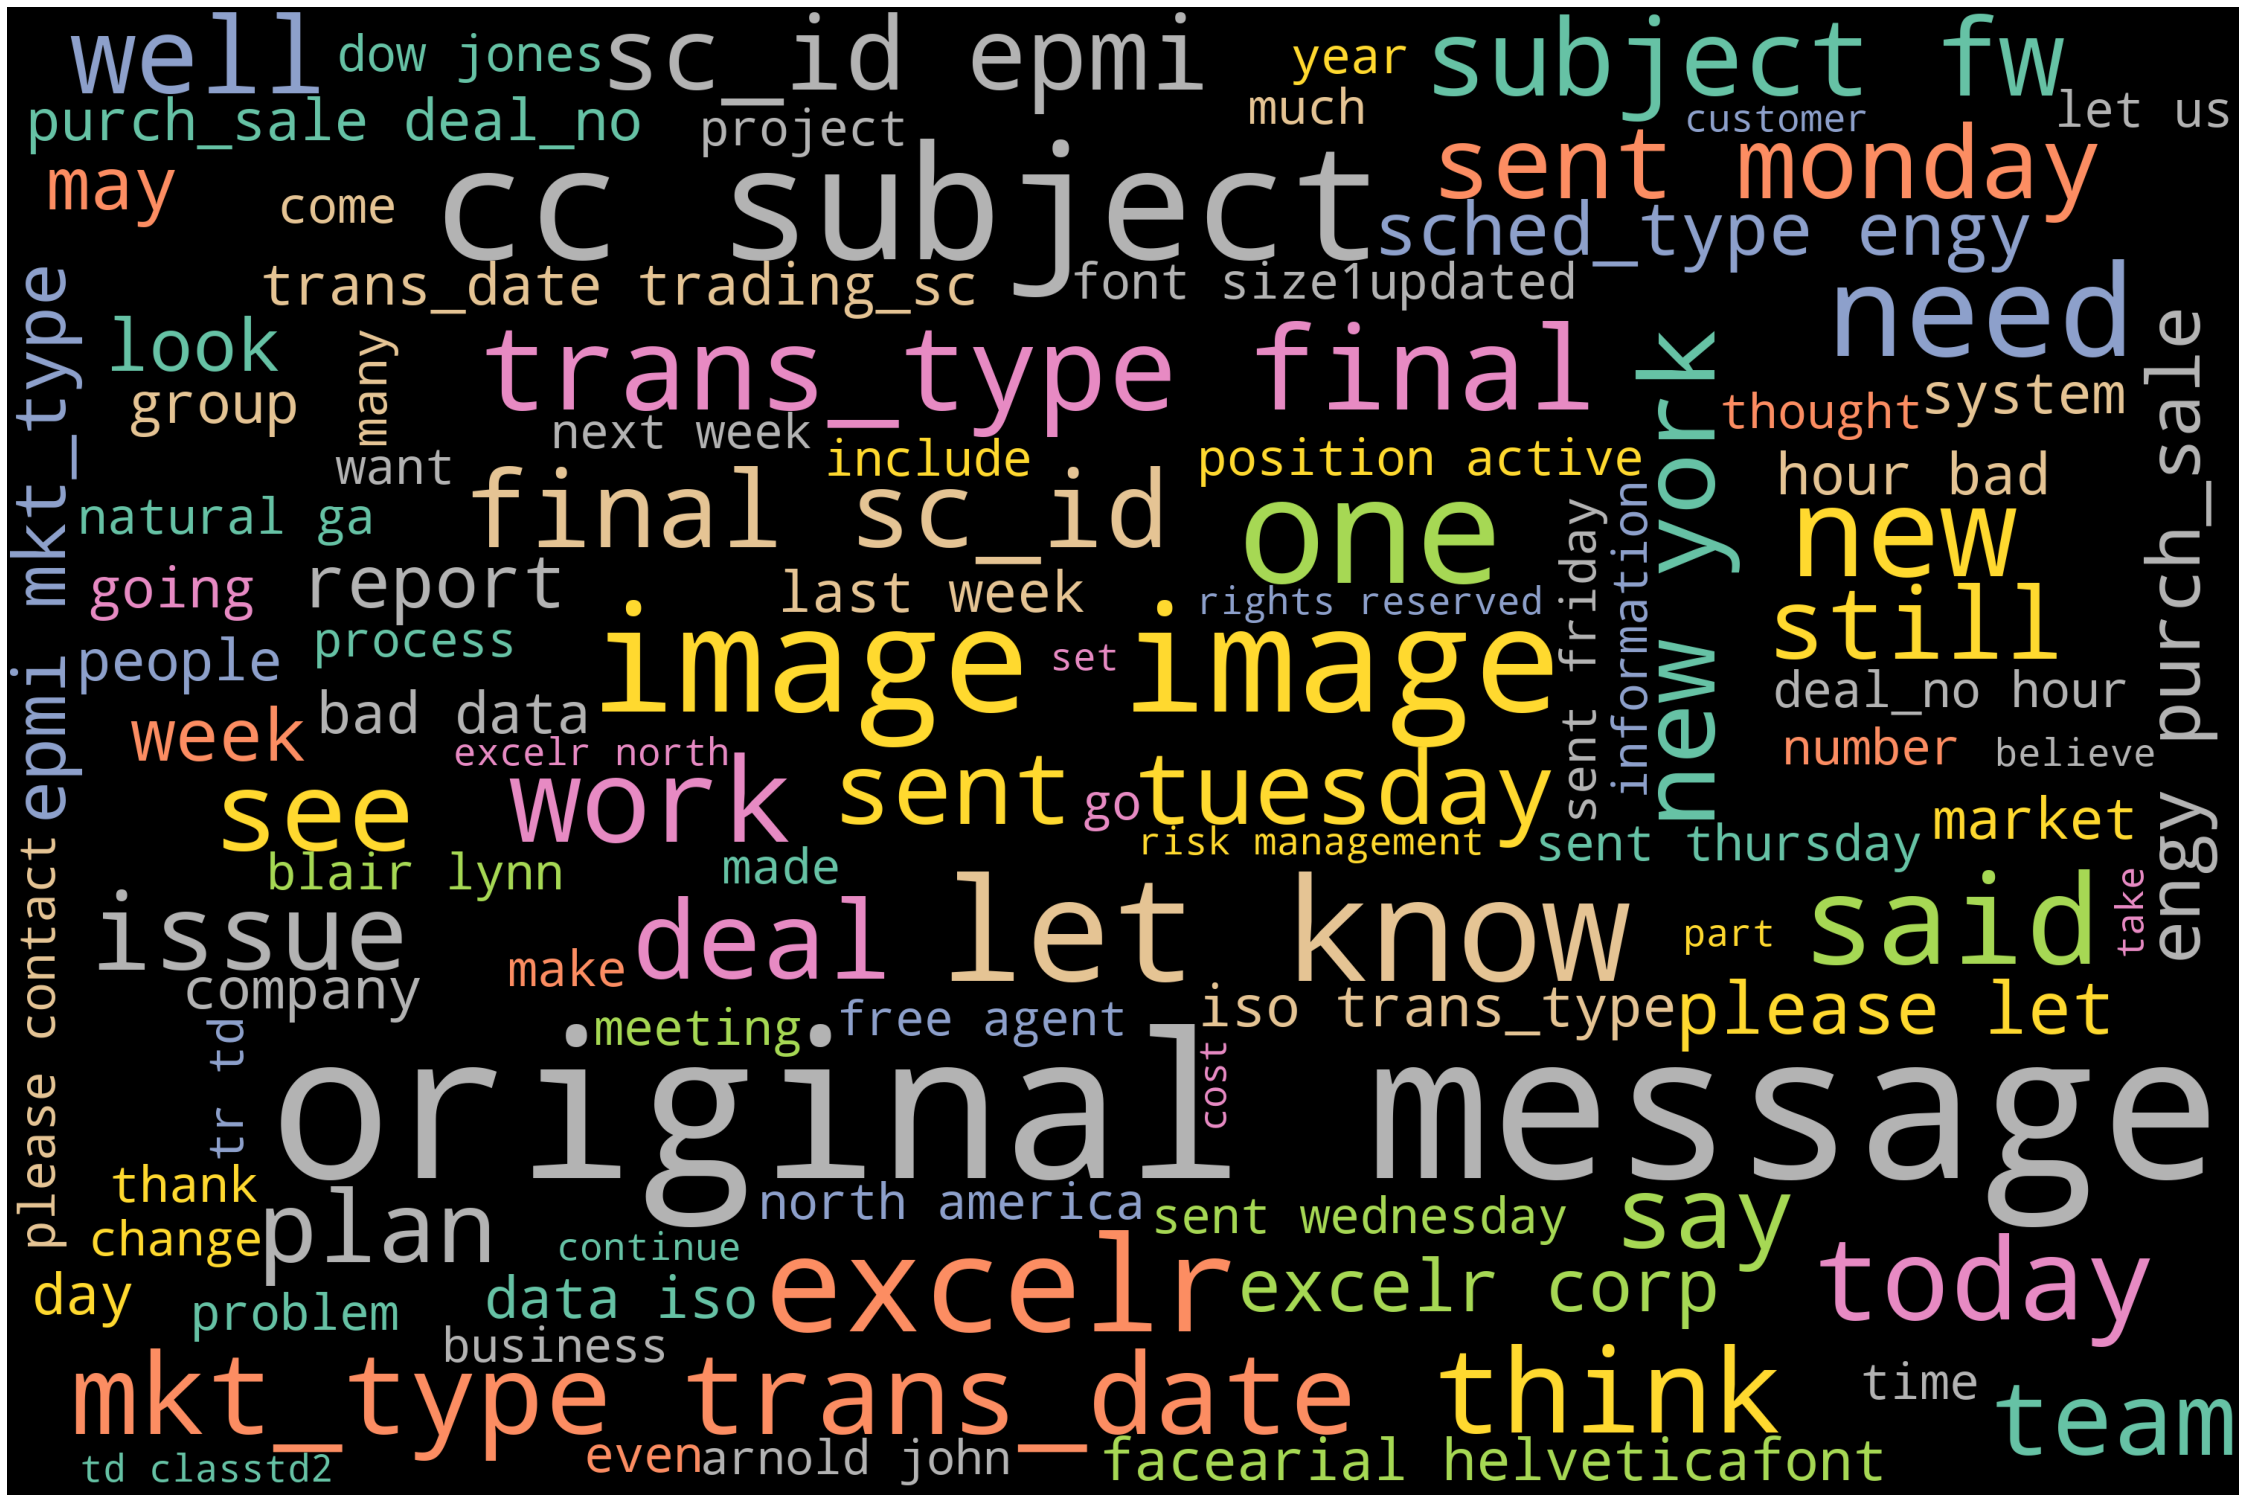 well
dow jones
sc_id epmi
year
subject fw
purch_sale deal_no
project
much
customer
let us
may
come
cc subject
sent monday
sched_type engy
trans_date trading_sc
font size1updated
need
look
many
trans_type final
new york
group
next week
thought
system
epmi mkt_type
want
include
position active
hour bad
engy purch_sale
natural ga
final sc_id
one
sent friday
information
new
going
report
last week
rights reserved
still
people
process
image image
set
deal_no hour
week
bad data
excelr north
number
believe
see
work
sent tuesday
go
risk management
sent thursday
market
blair lynn
made
please contact
issue
deal
let know
part
said
take
company
make
meeting
free agent
iso trans_type
please let
tr td
original message
cost
thank
change
plan
north america
sent wednesday
say
continue
day
problem
data iso
excelr
excelr corp
today
business
mkt_type trans_date
think
time
team
td classtd2
even
arnold john
facearial helveticafont